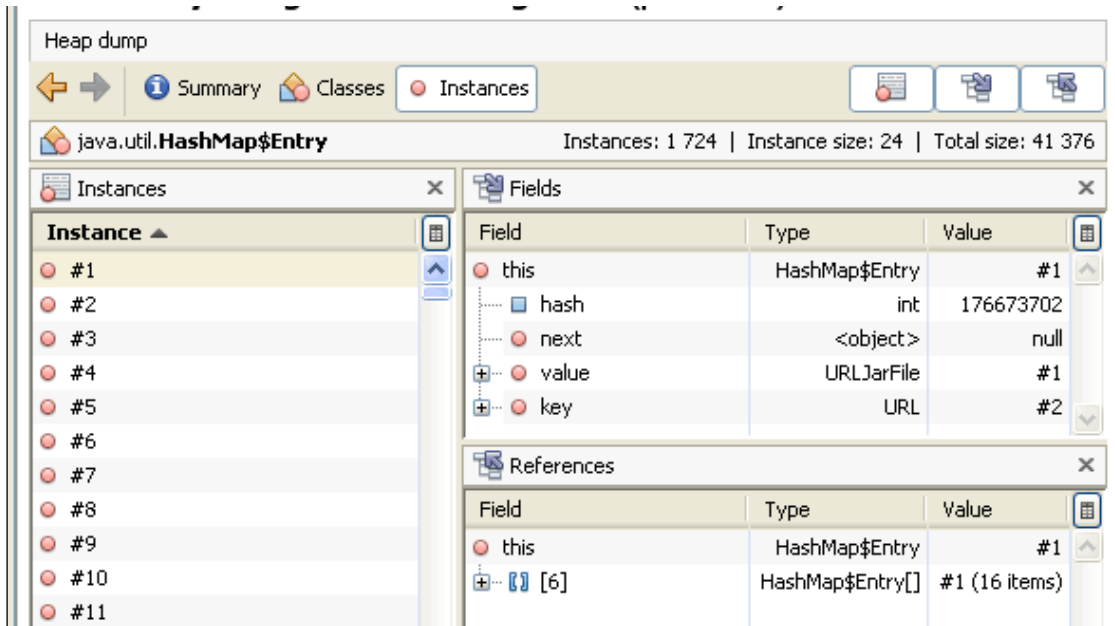 Heap dump
Summary Classes Instances
java.util.HashMap$Entry Instances: 1 724 | Instance size: 24 | Total size: 41 376
Instances
Instance
#1
#2
#3
#4
#5
#6
#7
#8
#9
#10
#11
Fields
Field Type Value
this HashMap$Entry #1
hash int 176673702
next <object> null
value URLJarFile #1
key URL #2
References
Field Type Value
this HashMap$Entry #1
[6] HashMap$Entry[] #1 (16 items)